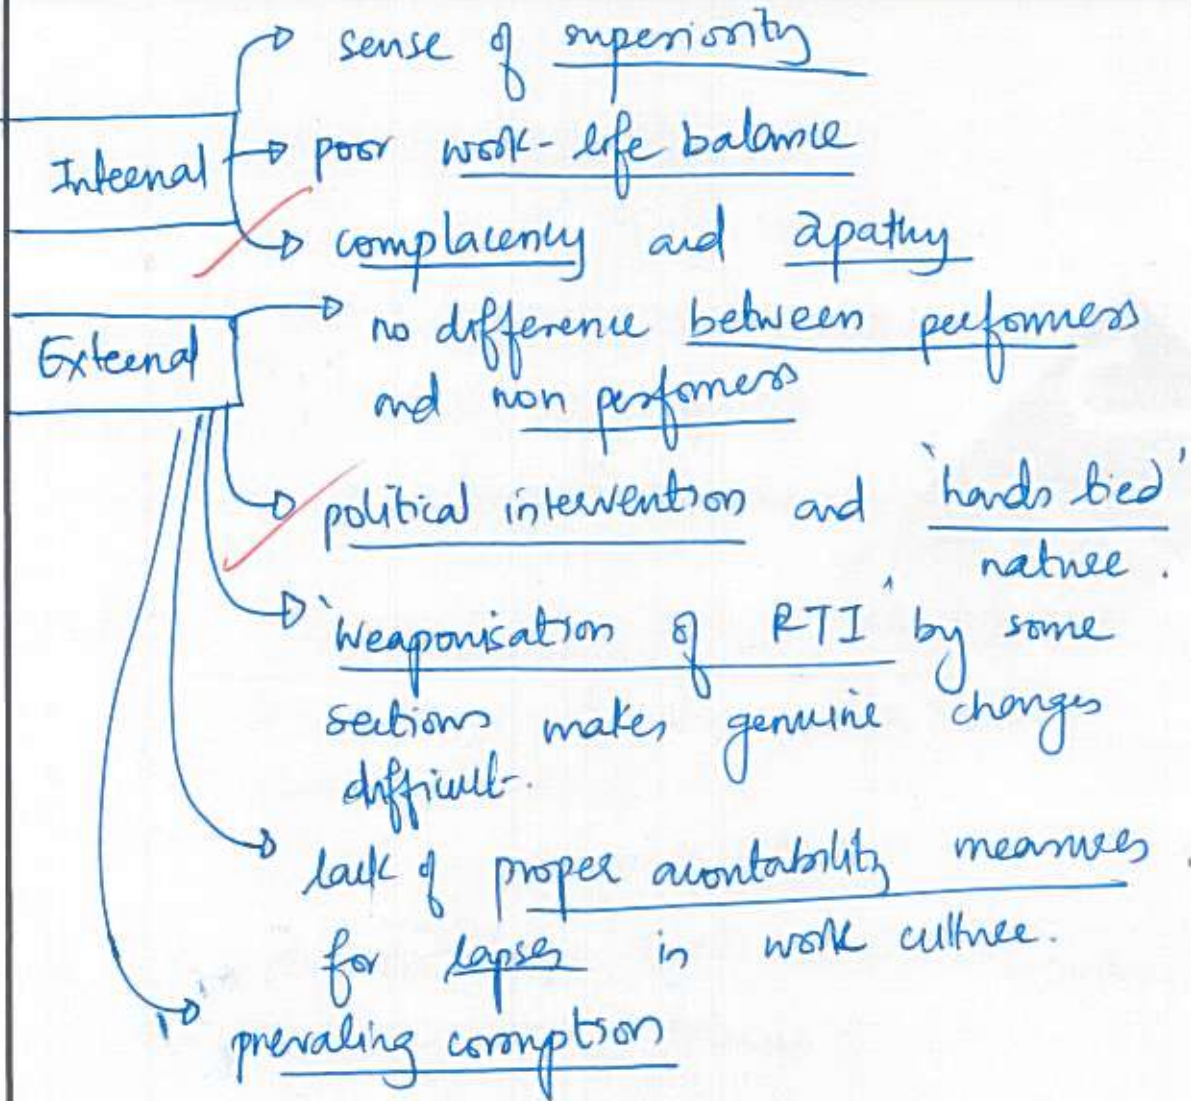 sense of superiority
Internal
poor work-life balance
complacency and apathy
External
no difference between performers
and non performers
political intervention and 'hands tied'
nature.
'Weaponisation of RTI' by some
sections makes genuine changes
difficult.
lack of proper accountability measures
for lapses in work culture.
prevaling corruption